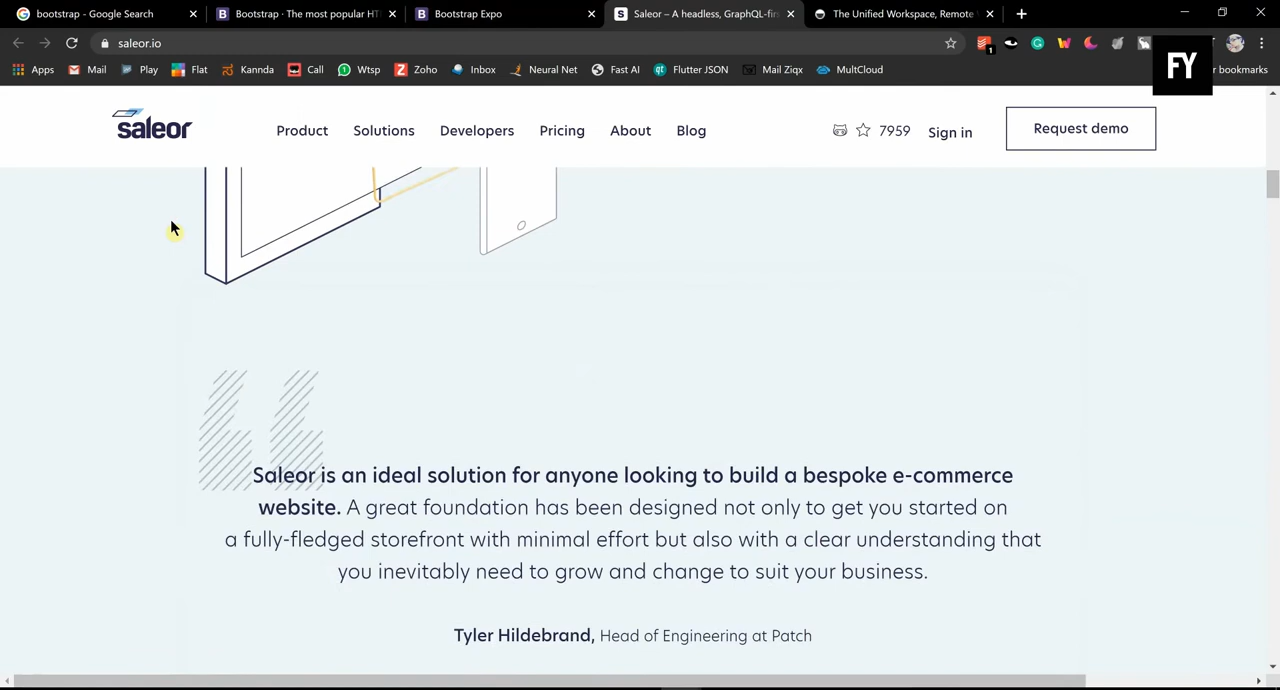 bootstrap - Google Search
Bootstrap · The most popular HT
Bootstrap Expo
Saleor – A headless, GraphQL-firs
The Unified Workspace, Remote
saleor.io
1
Apps
Mail
Play
Flat
Kannda
Call
Wtsp
Zoho
Inbox
Neural Net
Fast AI
Flutter JSON
Mail Ziqx
MultCloud
r bookmarks
FY
saleor
Product
Solutions
Developers
Pricing
About
Blog
7959
Sign in
Request demo
Saleor is an ideal solution for anyone looking to build a bespoke e-commerce
website. A great foundation has been designed not only to get you started on
a fully-fledged storefront with minimal effort but also with a clear understanding that
you inevitably need to grow and change to suit your business.
Tyler Hildebrand, Head of Engineering at Patch